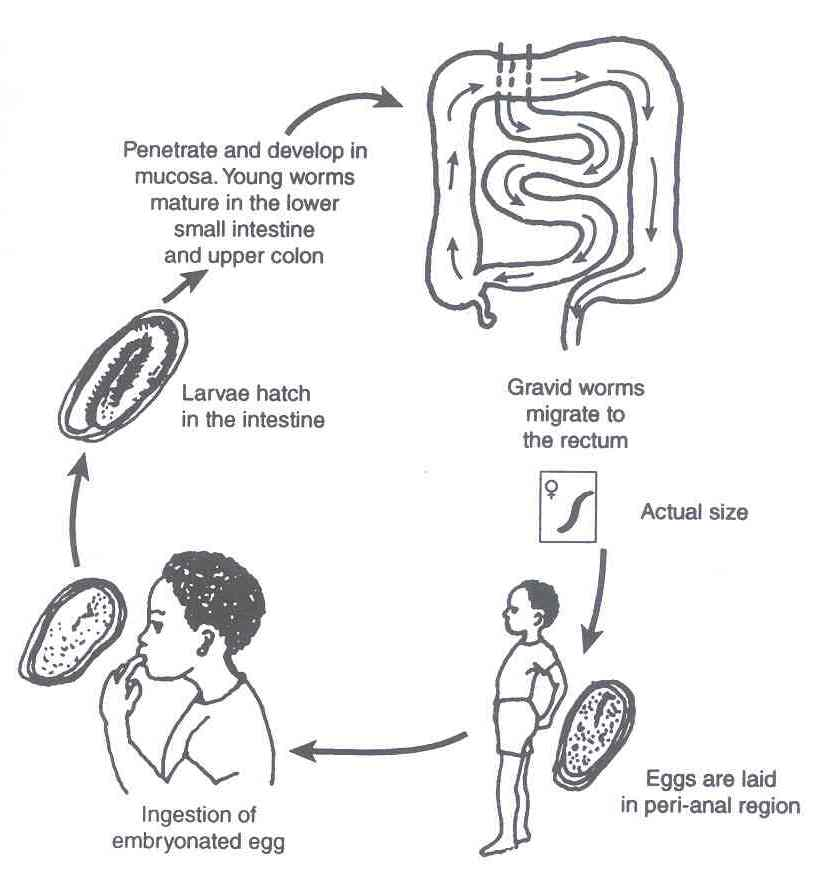 Penetrate and develop in
mucosa. Young worms
mature in the lower
small intestine
and upper colon
Larvae hatch
in the intestine
Gravid worms
migrate to
the rectum
♀
Actual size
Eggs are laid
in peri-anal region
Ingestion of
embryonated egg